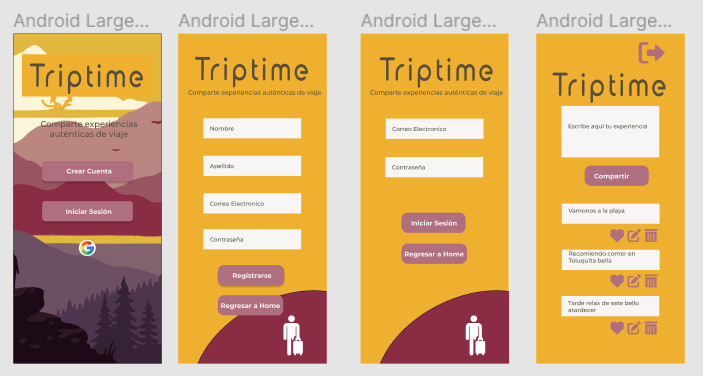 Android Large...
Triptime
Comparte experiencias
auténticas de viaje
Crear Cuenta
Iniciar Sesión
G
Android Large...
Triptime
Comparte experiencias auténticas de viaje
Nombre
Apellido
Correo Electronico
Contraseña
Registrarse
Regresar a Home
Android Large...
Triptime
Comparte experiencias auténticas de viaje
Correo Electronico
Contraseña
Iniciar Sesión
Regresar a Home
Android Large...
Triptime
Escribe aqui tu experiencia
Compartir
Vamonos a la playa
Recomiendo comer en
Toluquita bella
Tarde relax de este bello
atardecer